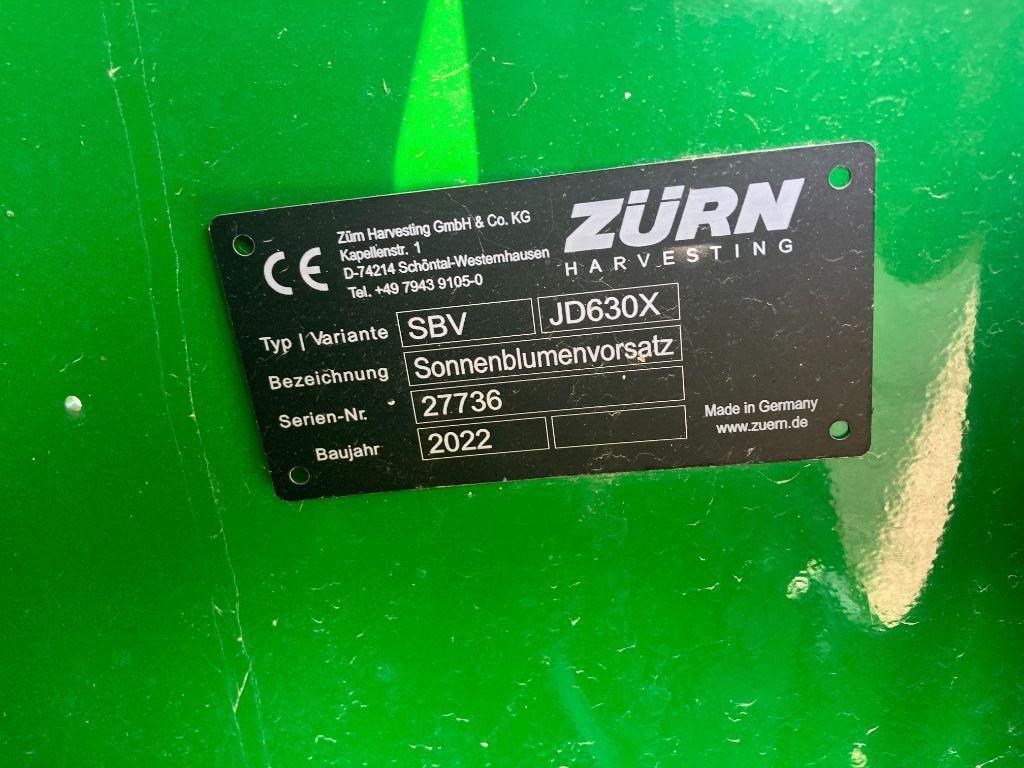 CE
Zürn Harvesting GmbH & Co. KG
Kapellenstr. 1
D-74214 Schöntal-Westernhausen
Tel. +49 7943 9105-0
ZÜRN
HARVESTING
Typ | Variante SBV JD630X
Bezeichnung Sonnenblumenvorsatz
Serien-Nr. 27736
Baujahr 2022
Made in Germany
www.zuern.de